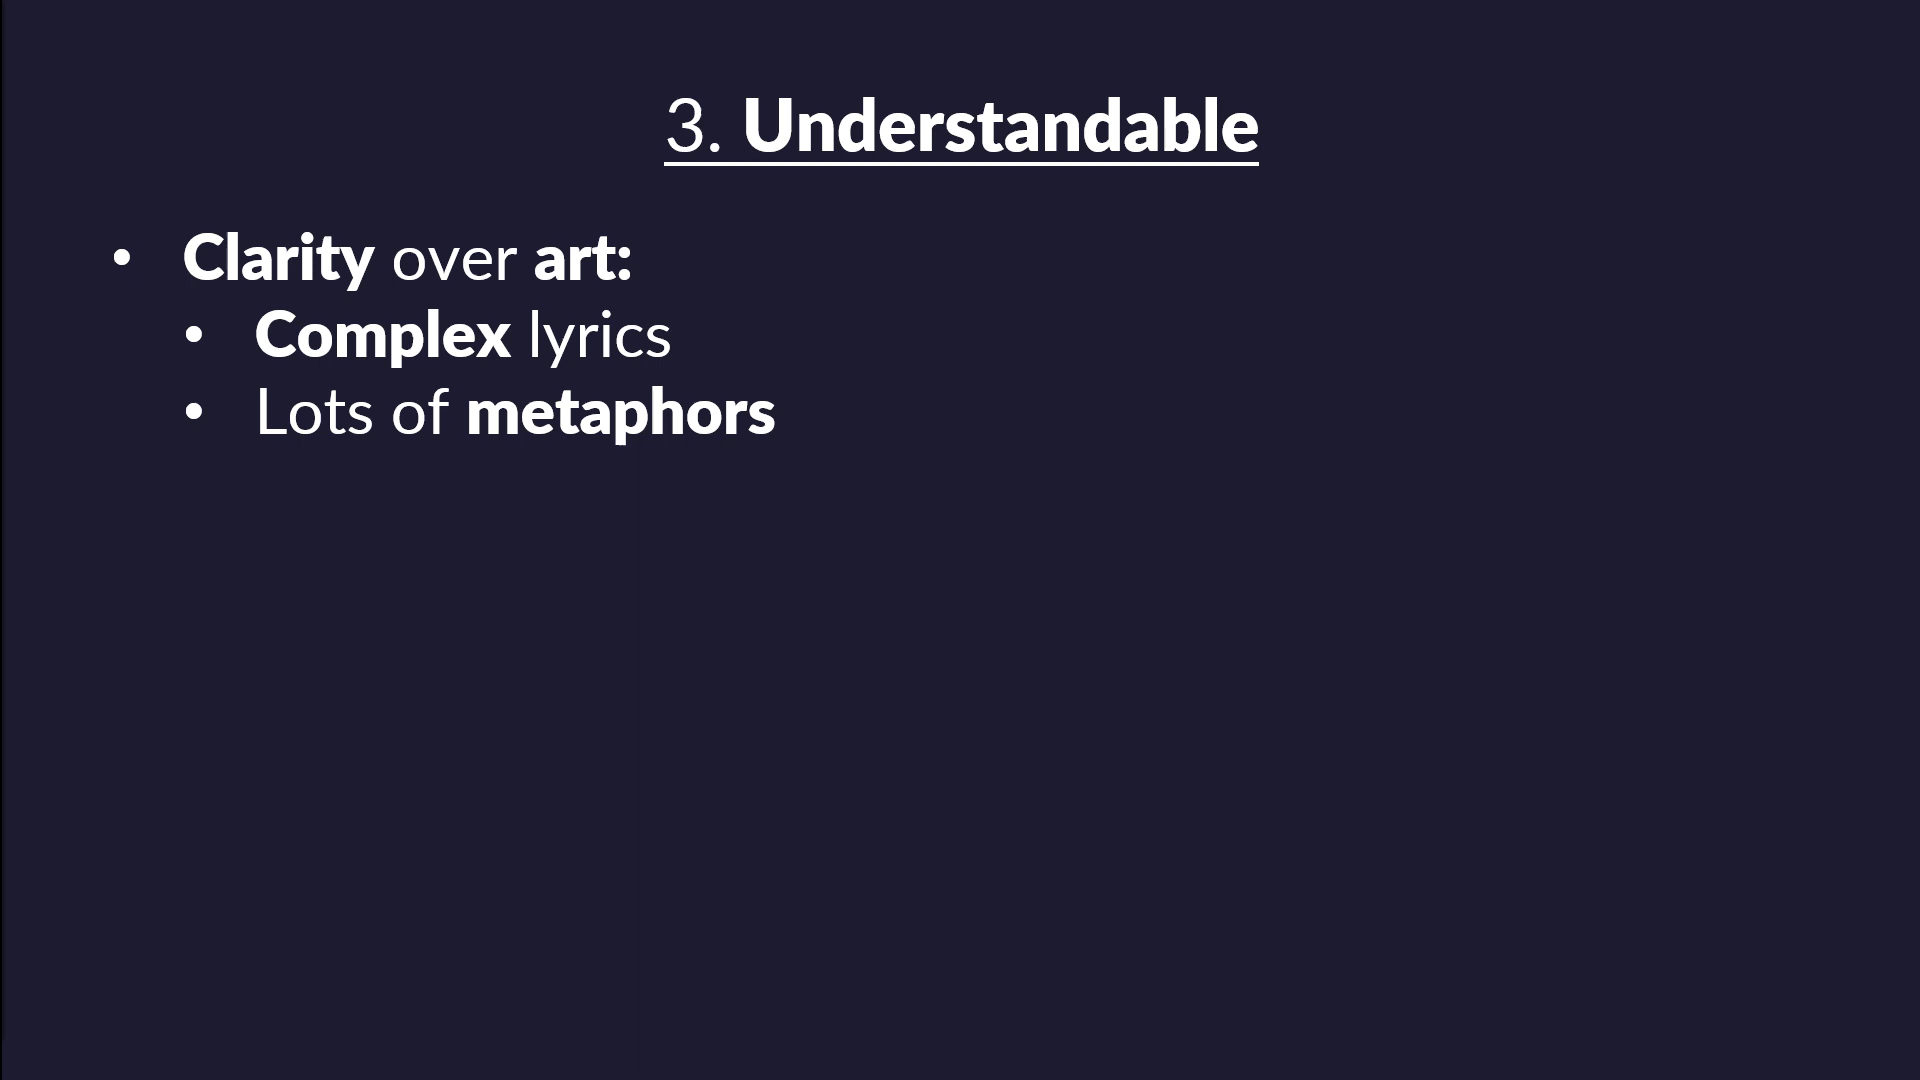 3. Understandable
• Clarity over art:
• Complex lyrics
• Lots of metaphors